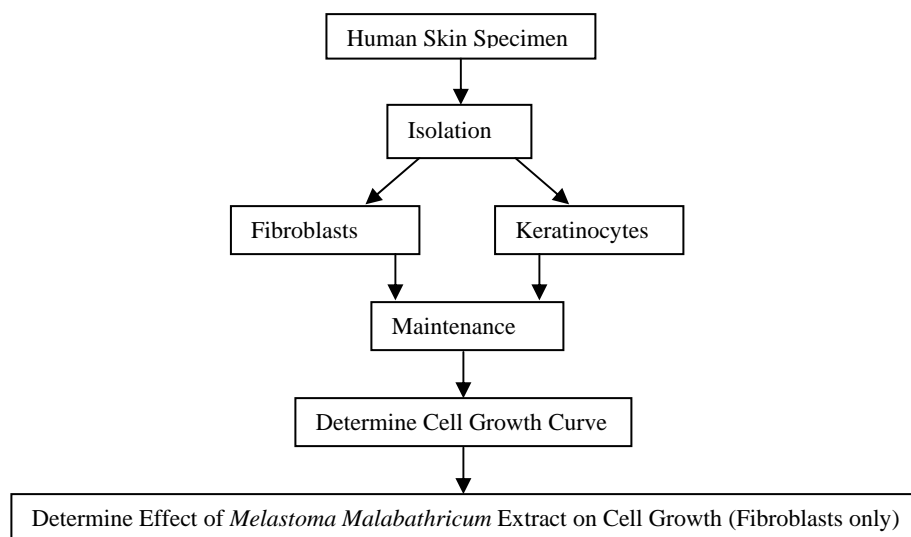 Human Skin Specimen
Isolation
Fibroblasts
Keratinocytes
Maintenance
Determine Cell Growth Curve
Determine Effect of Melastoma Malabathricum Extract on Cell Growth (Fibroblasts only)